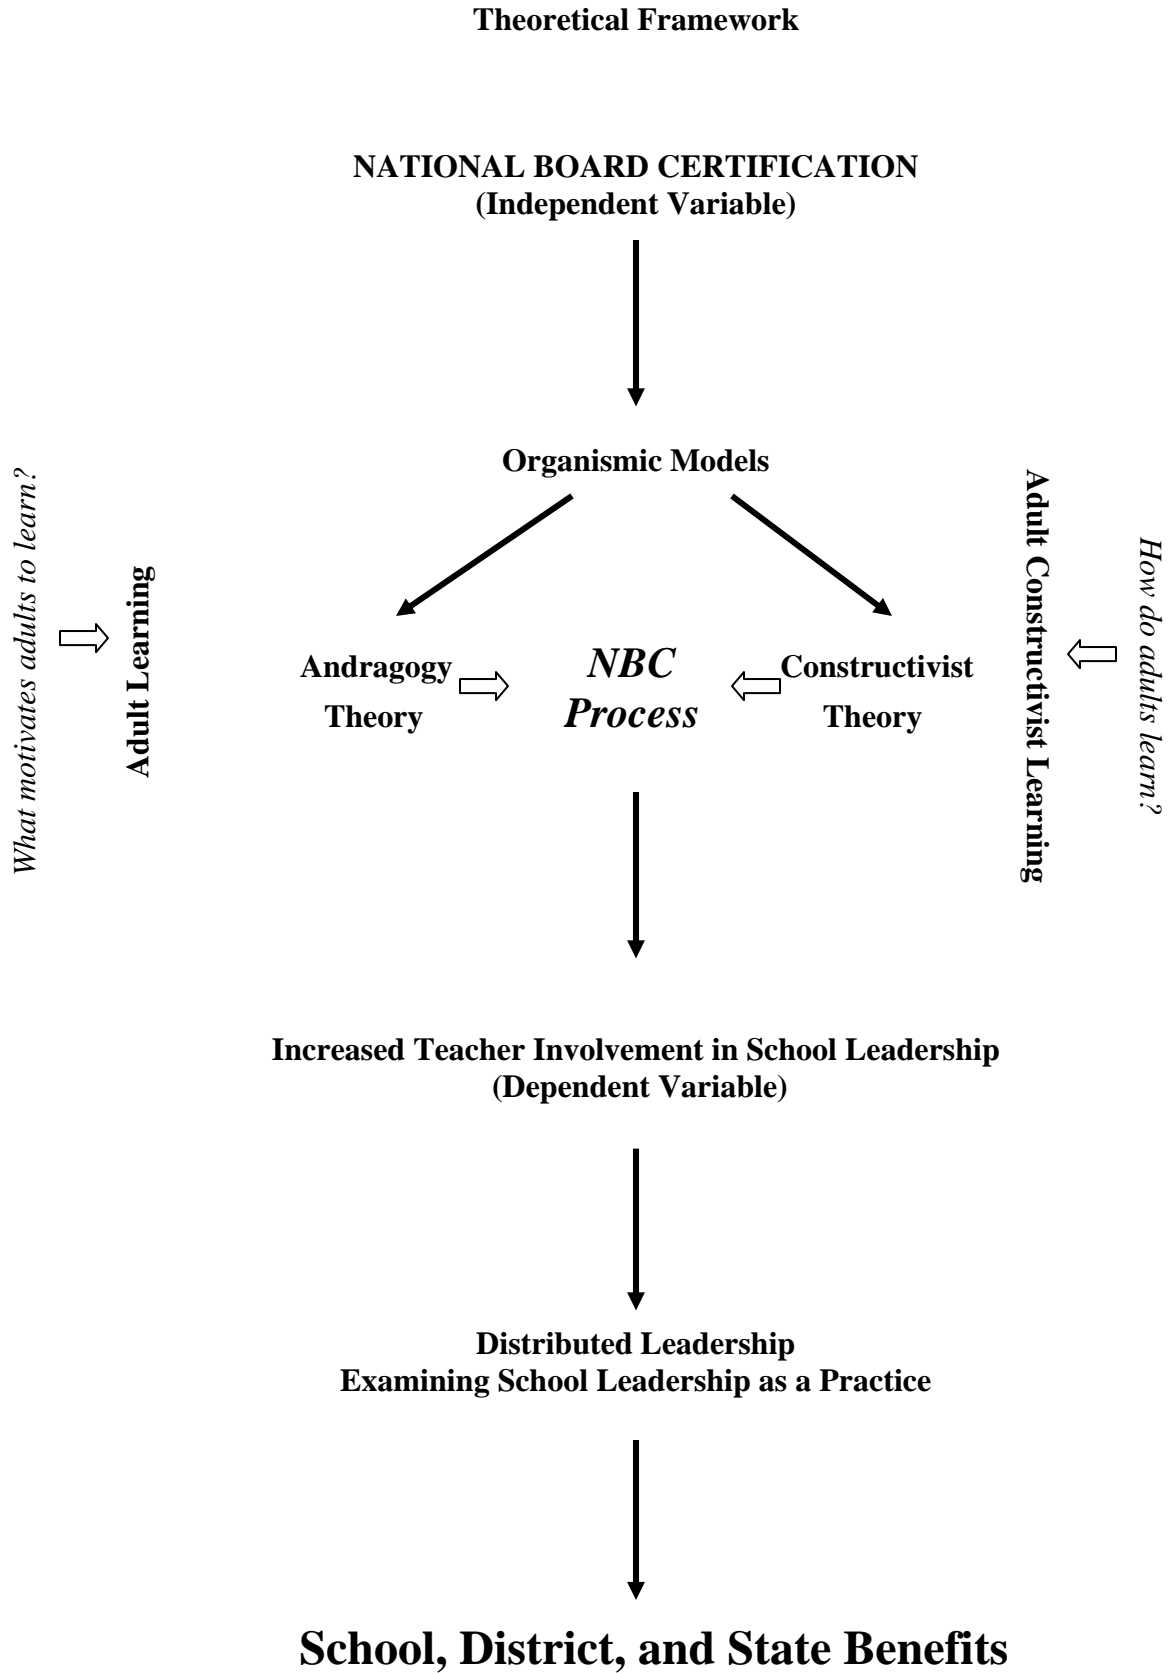 Theoretical Framework
NATIONAL BOARD CERTIFICATION
(Independent Variable)
Organismic Models
What motivates adults to learn?
Adult Learning
Andragogy
Theory
NBC
Process
Constructivist
Theory
Adult Constructivist Learning
How do adults learn?
Increased Teacher Involvement in School Leadership
(Dependent Variable)
Distributed Leadership
Examining School Leadership as a Practice
School, District, and State Benefits